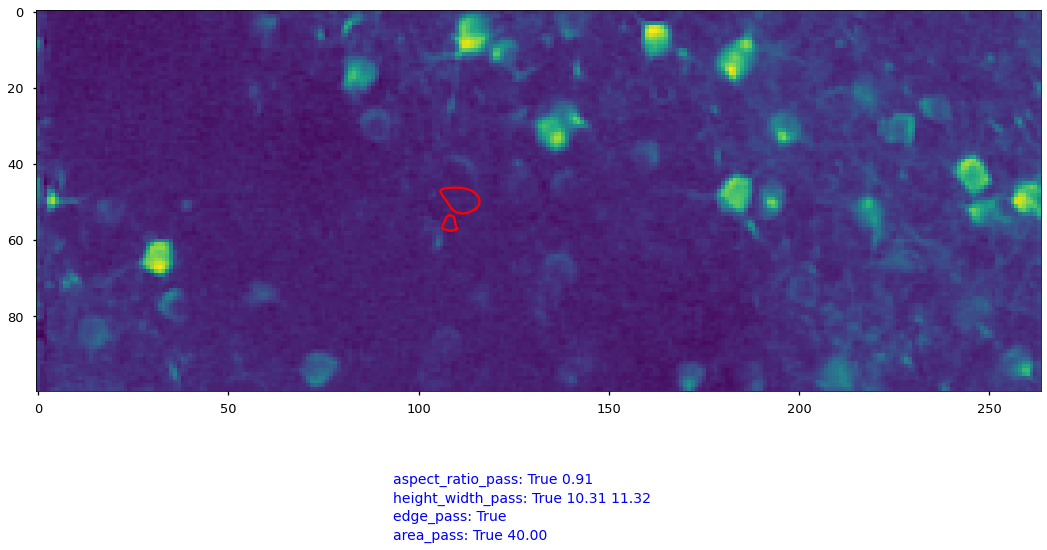 0
20
40
60
80
0 50 100 150 200 250
aspect_ratio_pass: True 0.91
height_width_pass: True 10.31 11.32
edge_pass: True
area_pass: True 40.00